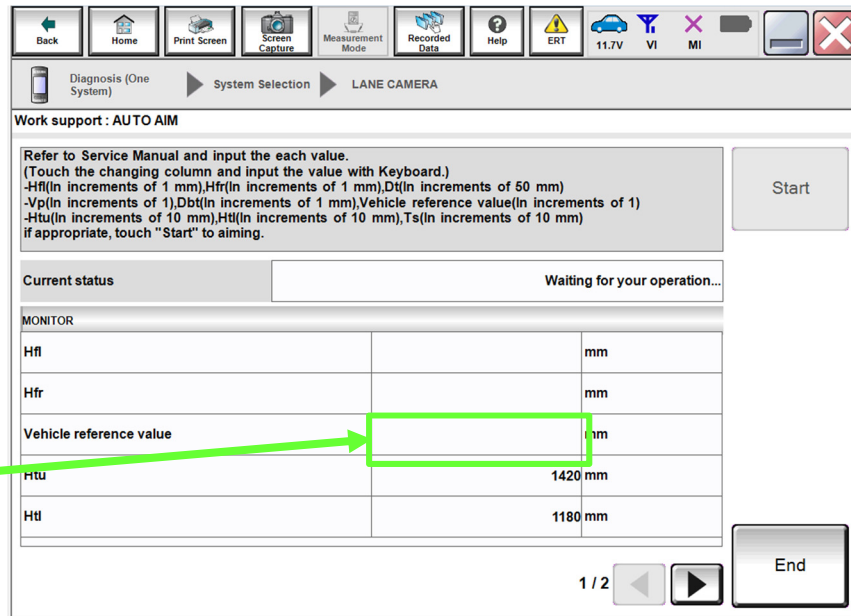 Back
Home
Print Screen
Screen
Capture
Measurement
Mode
Recorded
Data
Help
ERT
11.7V
VI
MI
Diagnosis (One
System)
System Selection
LANE CAMERA
Work support : AUTO AIM
Refer to Service Manual and input the each value.
(Touch the changing column and input the value with Keyboard.)
-Hfl(In increments of 1 mm),Hfr(In increments of 1 mm),Dt(In increments of 50 mm)
-Vp(In increments of 1),Dbt(In increments of 1 mm),Vehicle reference value(In increments of 1)
-Htu(In increments of 10 mm),Htl(In increments of 10 mm),Ts(In increments of 10 mm)
if appropriate, touch "Start" to aiming.
Start
Current status Waiting for your operation...
MONITOR
Hfl mm
Hfr mm
Vehicle reference value mm
Htu 1420 mm
Htl 1180 mm
1 / 2
End